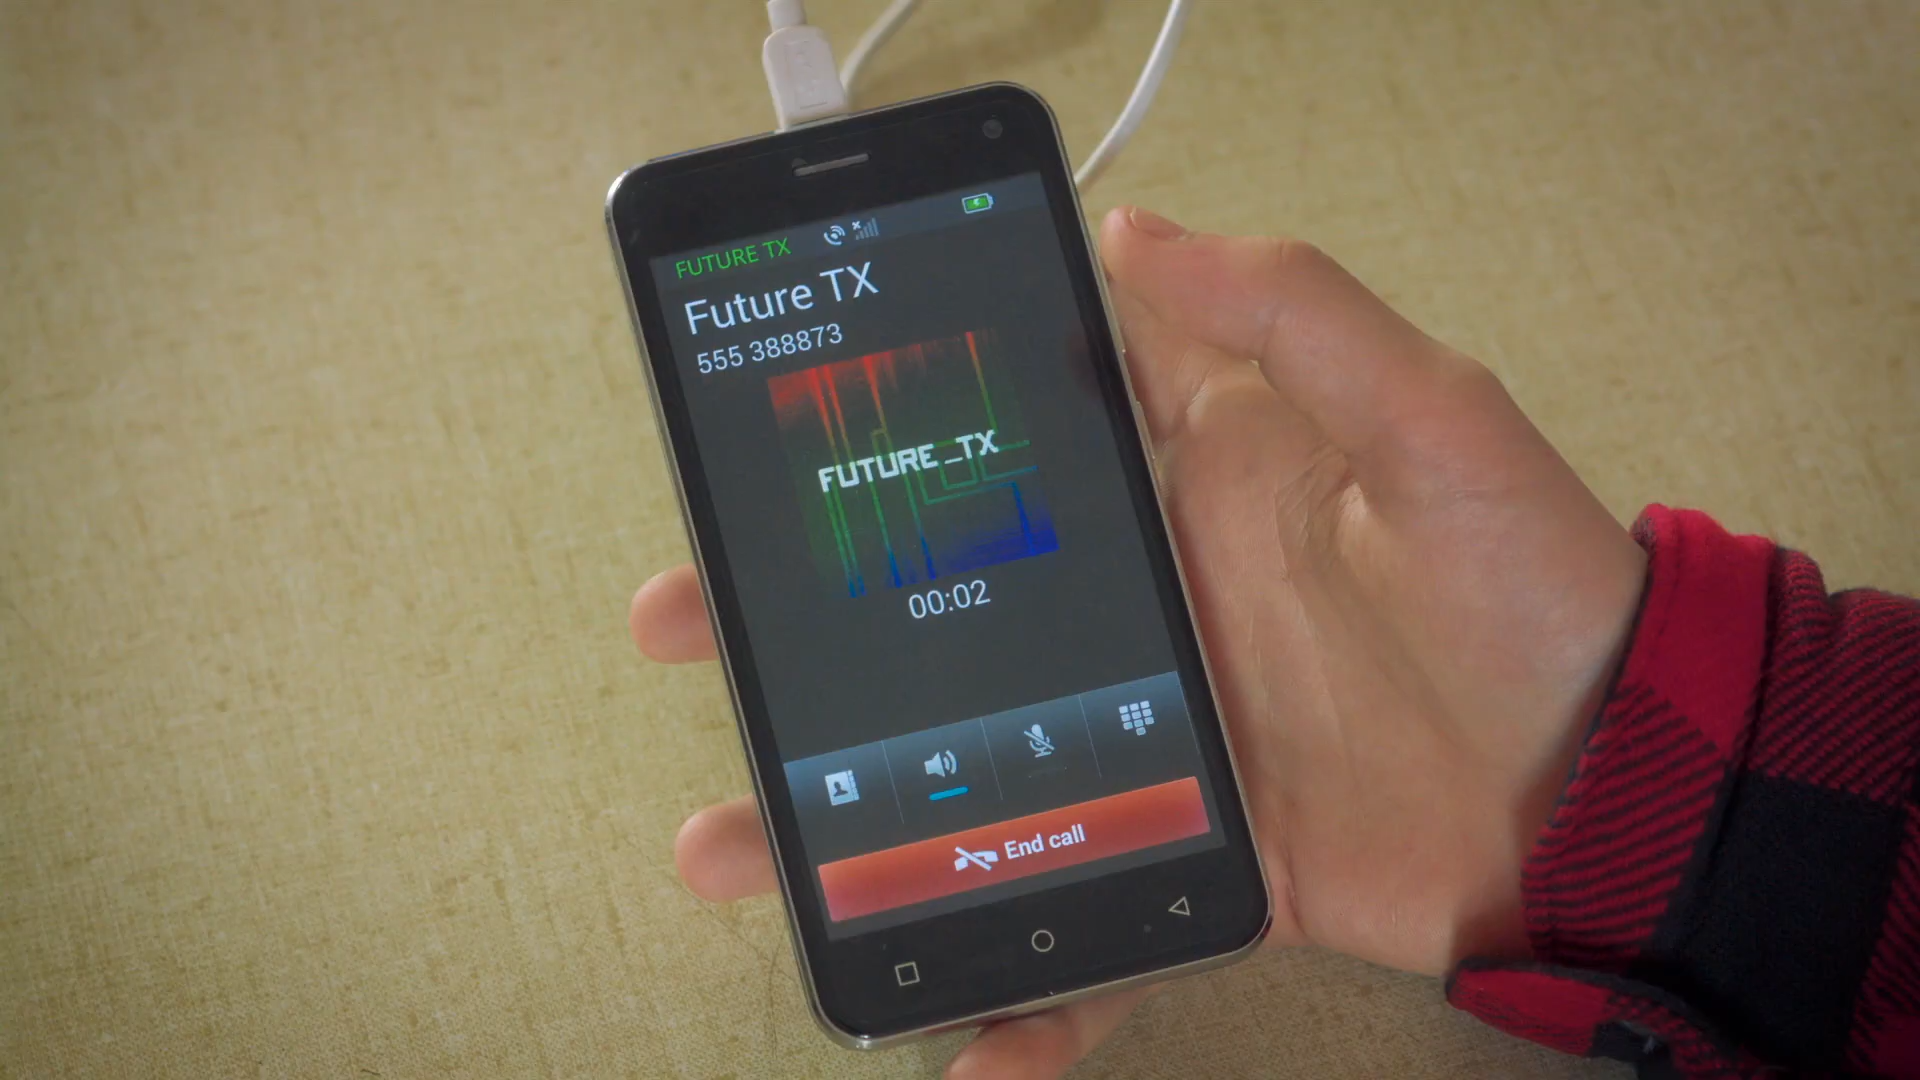 FUTURE TX
Future TX
555 388873
FUTURE_TX
00:02
End call